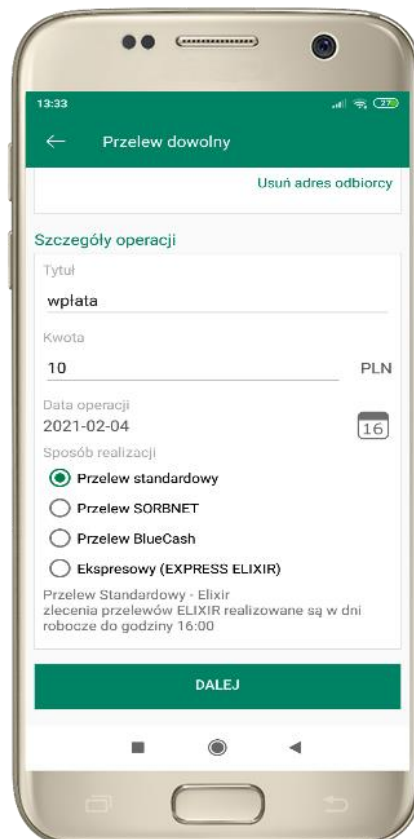 13:33
27
Przelew dowolny
Usuń adres odbiorcy
Szczegóły operacji
Tytuł
wpłata
Kwota
10 PLN
Data operacji
2021-02-04
16
Sposób realizacji
Przelew standardowy
Przelew SORBNET
Przelew BlueCash
Ekspresowy (EXPRESS ELIXIR)
Przelew Standardowy - Elixir
zlecenia przelewów ELIXIR realizowane są w dni
robocze do godziny 16:00
DALEJ